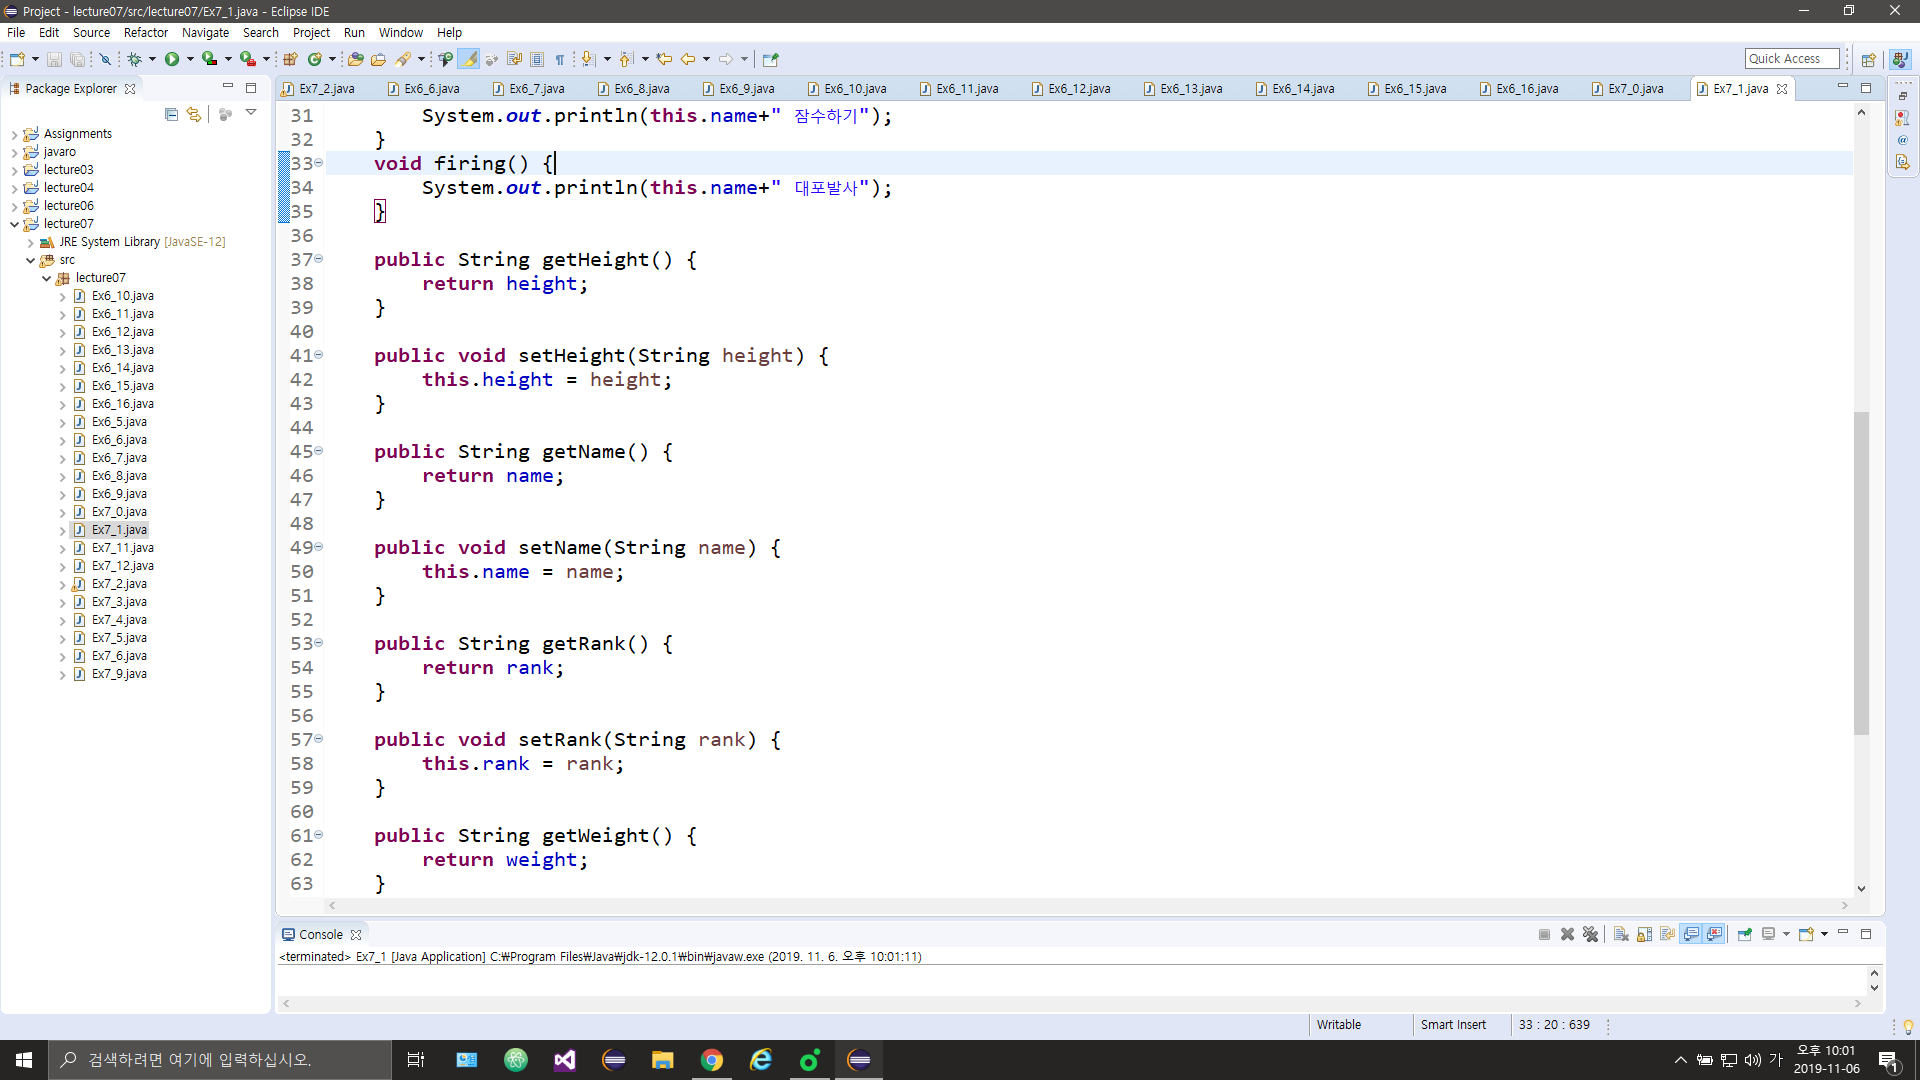 Project - lecture07/src/lecture07/Ex7_1.java - Eclipse IDE
File Edit Source Refactor Navigate Search Project Run Window Help
Quick Access
Package Explorer
Ex7_2.java Ex6_6.java Ex6_7.java Ex6_8.java Ex6_9.java Ex6_10.java Ex6_11.java Ex6_12.java Ex6_13.java Ex6_14.java Ex6_15.java Ex6_16.java Ex7_0.java Ex7_1.java
Assignments
javaro
lecture03
lecture04
lecture06
lecture07
JRE System Library [JavaSE-12]
src
lecture07
Ex6_10.java
Ex6_11.java
Ex6_12.java
Ex6_13.java
Ex6_14.java
Ex6_15.java
Ex6_16.java
Ex6_5.java
Ex6_6.java
Ex6_7.java
Ex6_8.java
Ex6_9.java
Ex7_0.java
Ex7_1.java
Ex7_11.java
Ex7_12.java
Ex7_2.java
Ex7_3.java
Ex7_4.java
Ex7_5.java
Ex7_6.java
Ex7_9.java
31 System.out.println(this.name+" 잠수하기");
32 }
33 void firing() {
34 System.out.println(this.name+" 대포발사");
35 }
36
37 public String getHeight() {
38 return height;
39 }
40
41 public void setHeight(String height) {
42 this.height = height;
43 }
44
45 public String getName() {
46 return name;
47 }
48
49 public void setName(String name) {
50 this.name = name;
51 }
52
53 public String getRank() {
54 return rank;
55 }
56
57 public void setRank(String rank) {
58 this.rank = rank;
59 }
60
61 public String getWeight() {
62 return weight;
63 }
Console
<terminated> Ex7_1 [Java Application] C:₩Program Files₩Java₩jdk-12.0.1₩bin₩javaw.exe (2019. 11. 6. 오후 10:01:11)
Writable Smart Insert 33 : 20 : 639
검색하려면 여기에 입력하십시오.
가
오후 10:01
2019-11-06
1